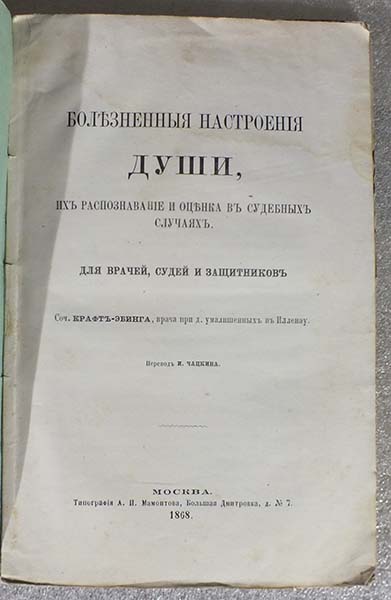 БОЛѢЗНЕННЫЯ НАСТРОЕНІЯ
ДУШИ,
ИХЪ РАСПОЗНАВАНІЕ И ОЦѢНКА ВЪ СУДЕБНЫХЪ
СЛУЧАЯХЪ.
ДЛЯ ВРАЧЕЙ, СУДЕЙ И ЗАЩИТНИКОВЪ
Соч. КРАФТЪ-ЭБИНГА, врача при д. умалишенныхъ въ Илленау.
Переводъ И. ЧАЦКИНА.
МОСКВА.
Типографія А. И. Мамонтова, Большая Дмитровка, д. № 7.
1868.